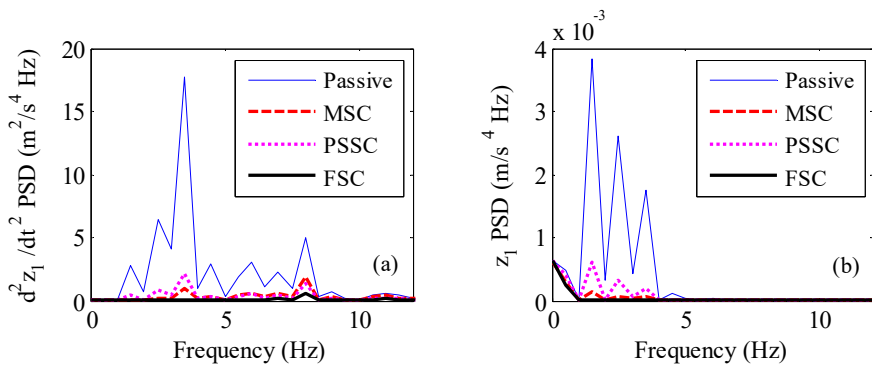 d²z₁/dt² PSD (m²/s⁴ Hz)
20
15
10
5
0
0
5
10
Frequency (Hz)
Passive
MSC
PSSC
FSC
(a)
x 10⁻³
z₁ PSD (m/s⁴ Hz)
4
3
2
1
0
0
5
10
Frequency (Hz)
Passive
MSC
PSSC
FSC
(b)